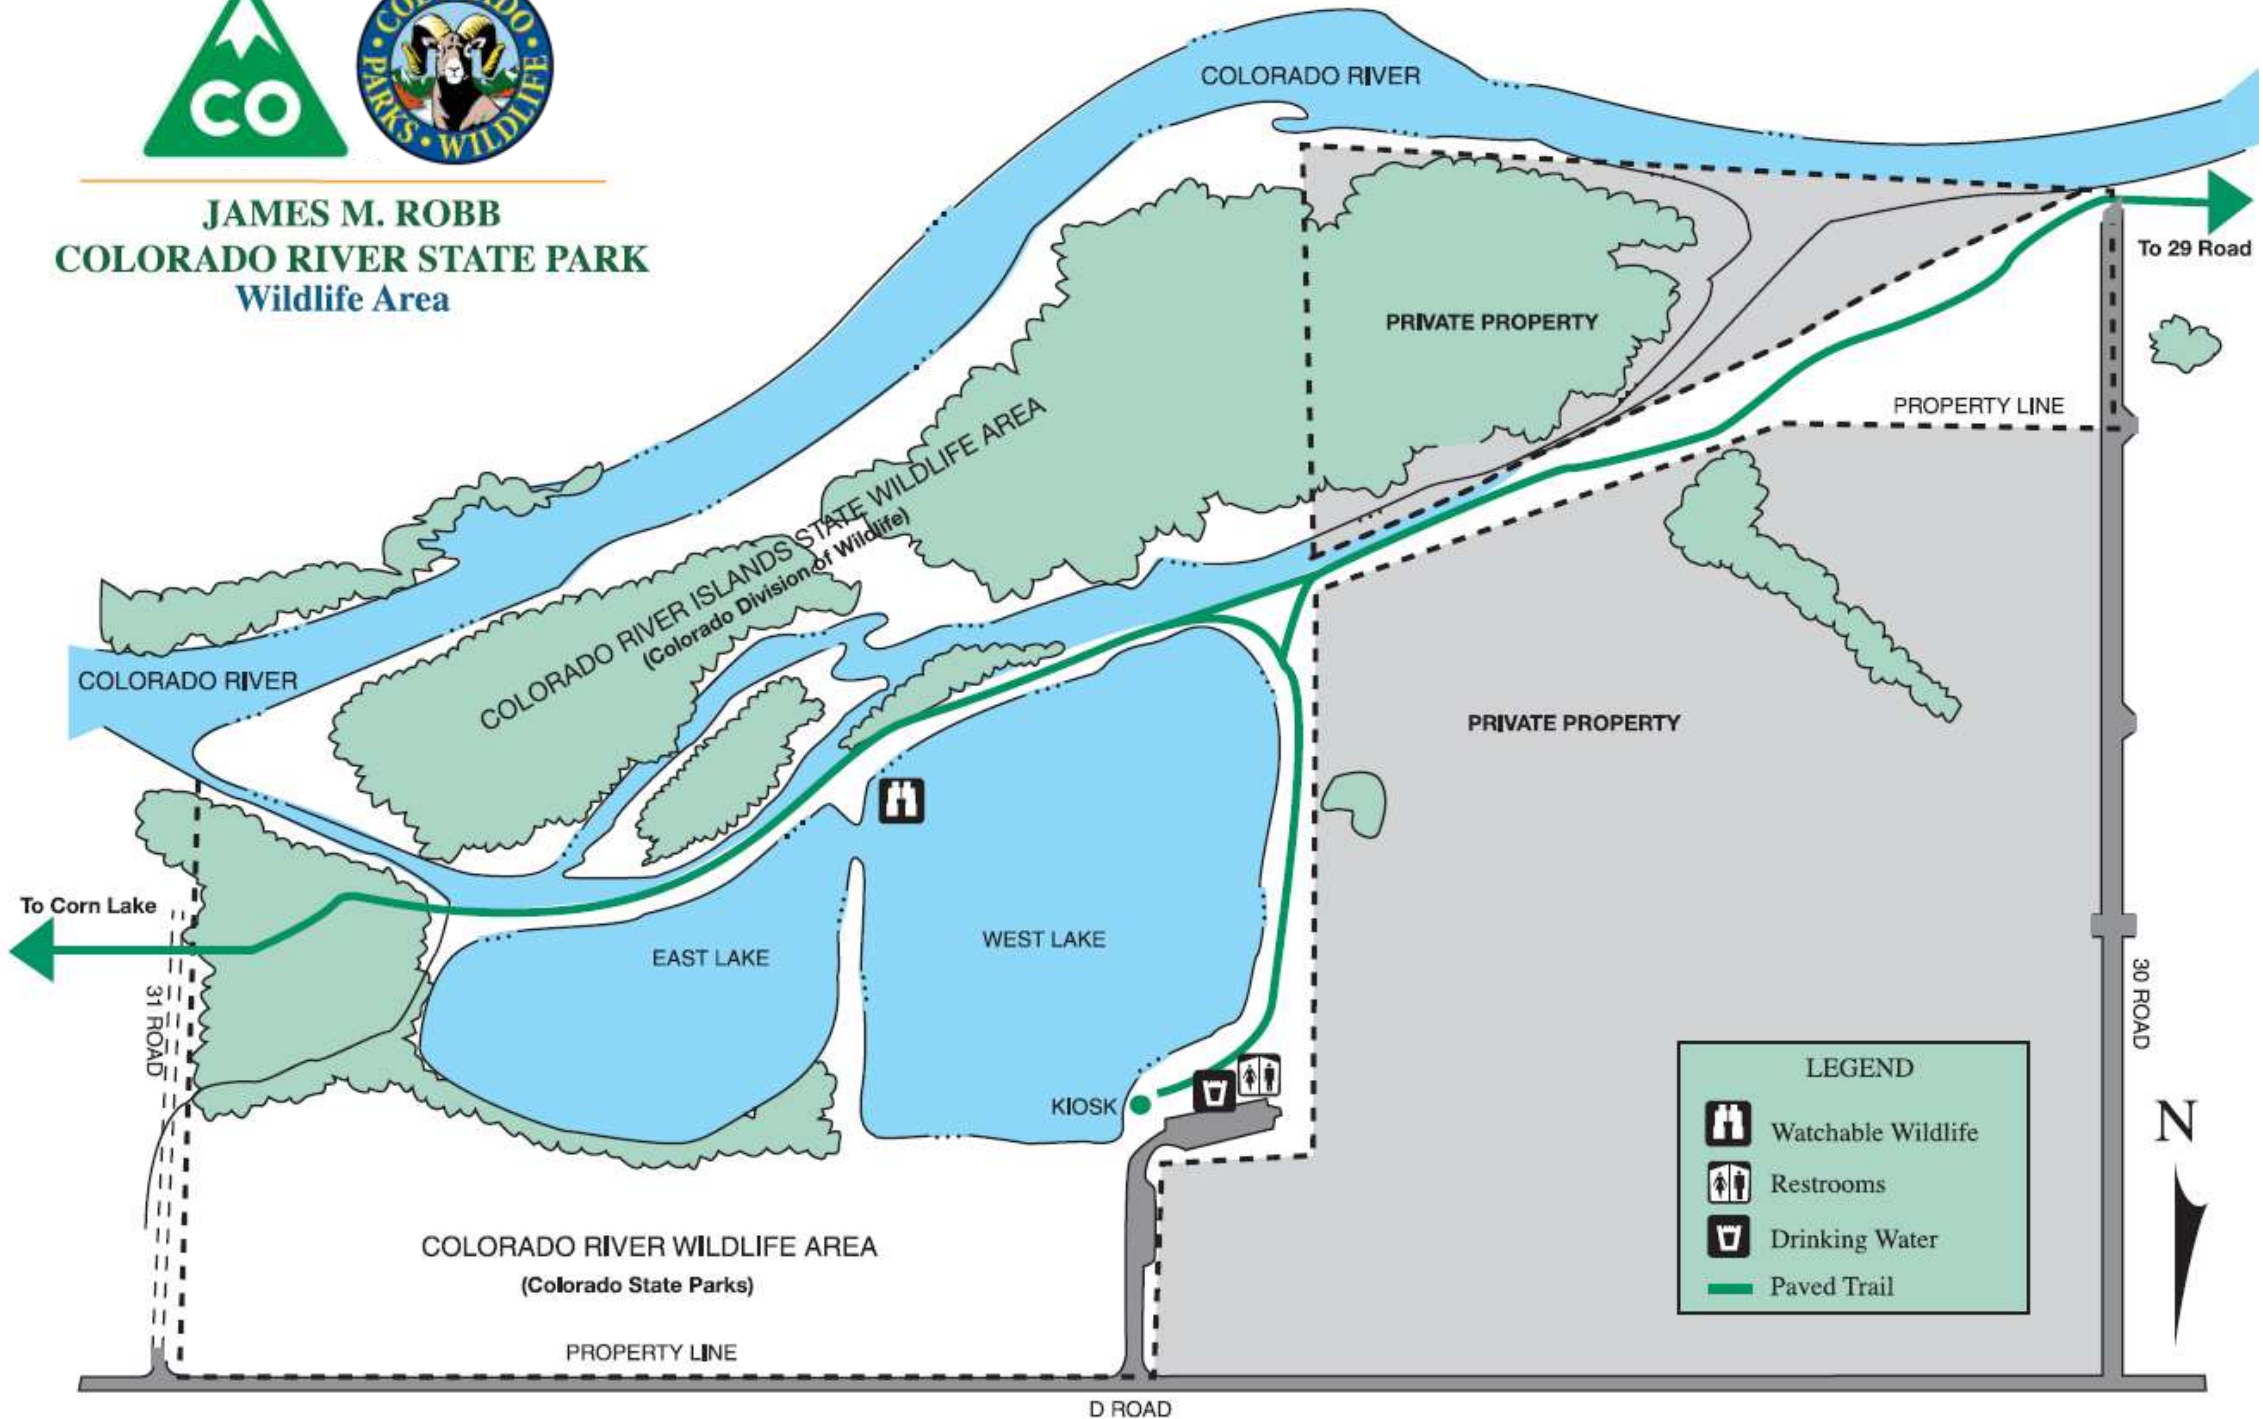 COLORADO
PARKS • WILDLIFE
CO
JAMES M. ROBB
COLORADO RIVER STATE PARK
Wildlife Area
COLORADO RIVER
To 29 Road
PRIVATE PROPERTY
PROPERTY LINE
COLORADO RIVER ISLANDS STATE WILDLIFE AREA
(Colorado Division of Wildlife)
COLORADO RIVER
PRIVATE PROPERTY
To Corn Lake
EAST LAKE
WEST LAKE
31 ROAD
30 ROAD
KIOSK
LEGEND
Watchable Wildlife
Restrooms
Drinking Water
Paved Trail
N
COLORADO RIVER WILDLIFE AREA
(Colorado State Parks)
PROPERTY LINE
D ROAD